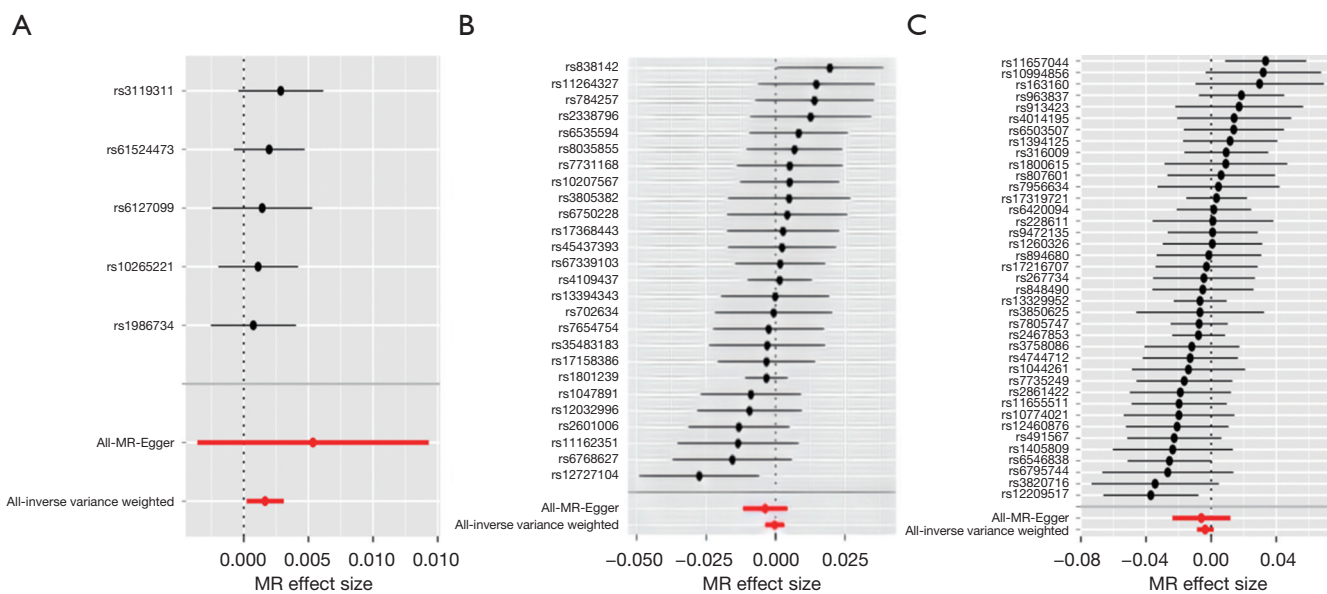 A
rs3119311
rs61524473
rs6127099
rs10265221
rs1986734
All-MR-Egger
All-inverse variance weighted
0.000 0.005 0.010 0.015
MR effect size
B
rs838142
rs11264327
rs784257
rs2338796
rs6535594
rs8035855
rs7731168
rs10207567
rs3805382
rs6750228
rs17368443
rs45437393
rs67339103
rs4109437
rs13394343
rs702634
rs7654754
rs35483183
rs17158386
rs1801239
rs1047891
rs12032996
rs2601006
rs11162351
rs6768627
rs12727104
All-MR-Egger
All-inverse variance weighted
−0.050 −0.025 0.000 0.025
MR effect size
C
rs11657044
rs10994856
rs163160
rs963837
rs913423
rs4014195
rs6503507
rs1394125
rs316009
rs1800615
rs807601
rs7956634
rs17319721
rs6420094
rs228611
rs9472135
rs1260326
rs894680
rs17216707
rs267734
rs848490
rs13329952
rs3850625
rs7805747
rs2467853
rs3758086
rs4744712
rs1044261
rs7735249
rs2861422
rs11655511
rs10774021
rs12460876
rs491567
rs1405809
rs6546838
rs6795744
rs3820716
rs12209517
All-MR-Egger
All-inverse variance weighted
−0.08 −0.04 0.00 0.04
MR effect size